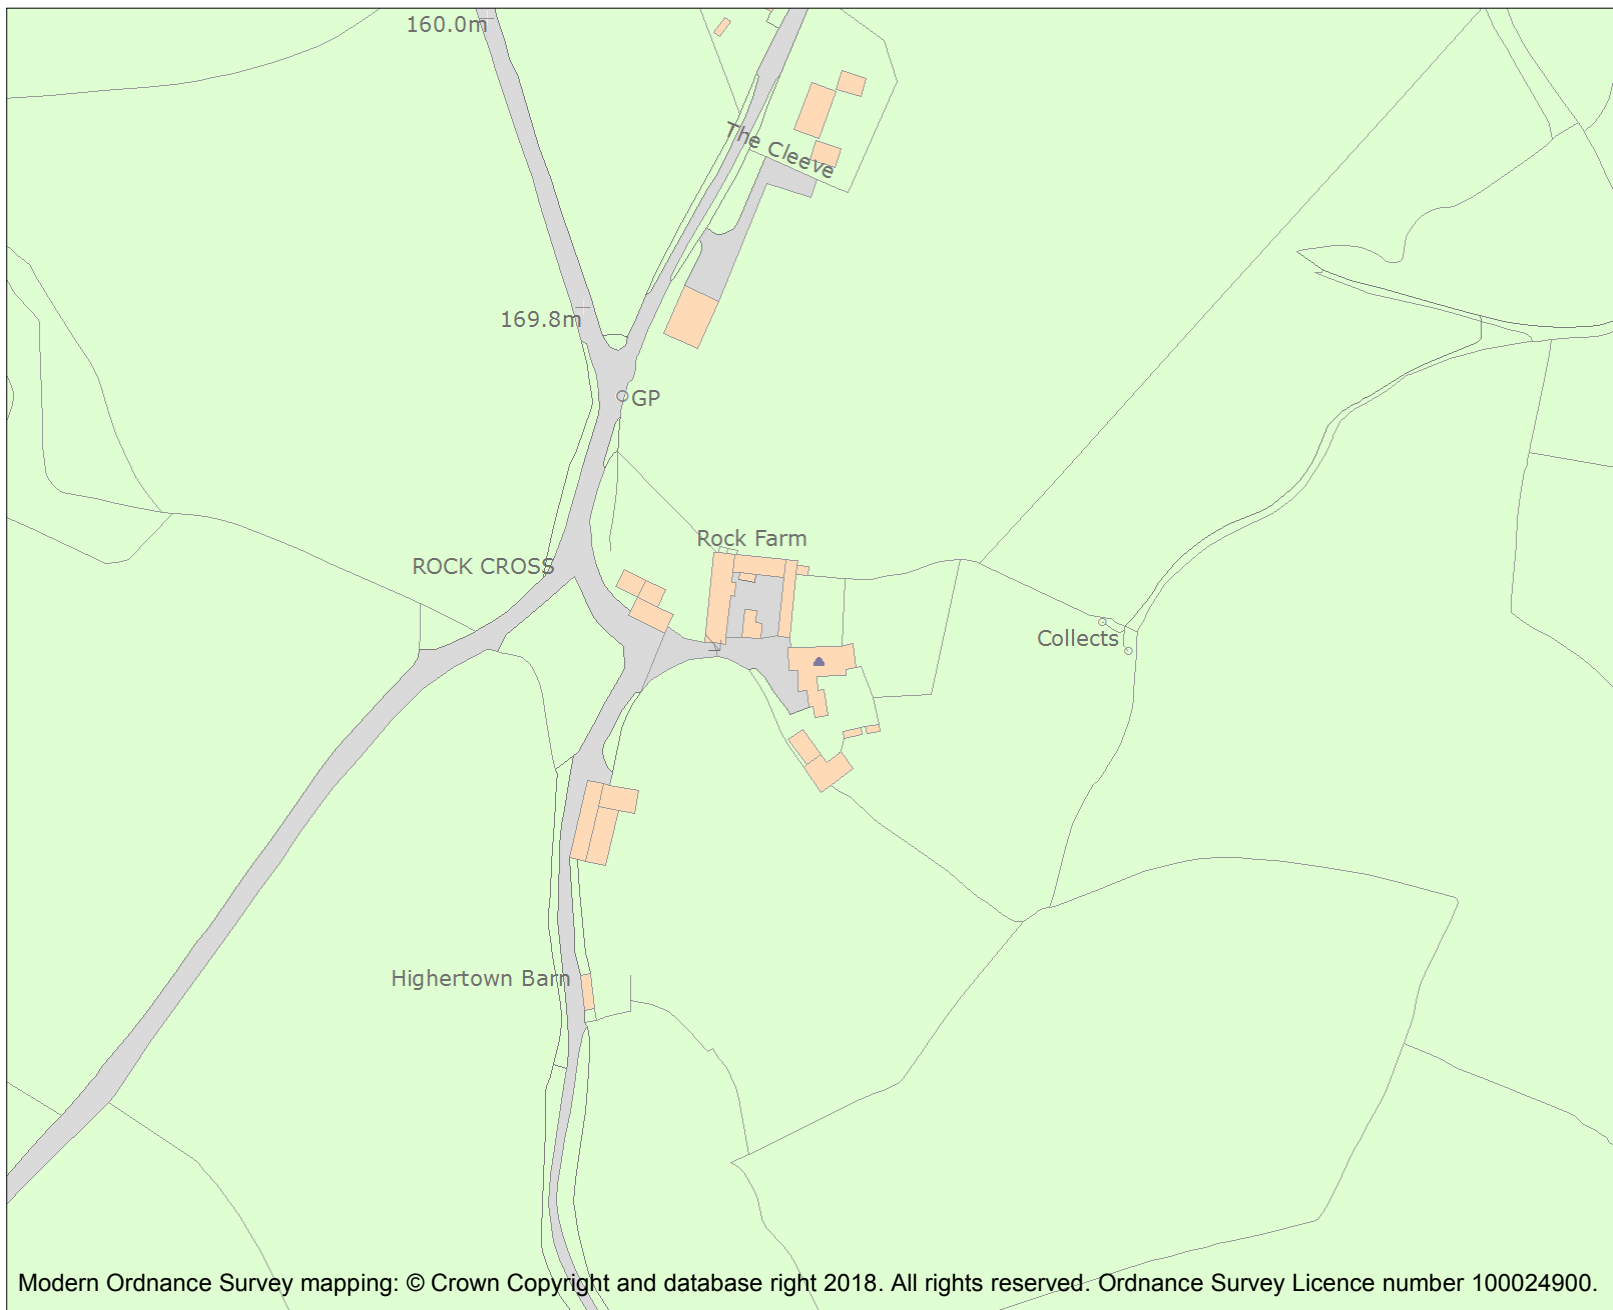 160.0m
The Cleeve
169.8m
GP
Rock Farm
ROCK CROSS
Collects
Highertown Barn
Modern Ordnance Survey mapping: © Crown Copyright and database right 2018. All rights reserved. Ordnance Survey Licence number 100024900.